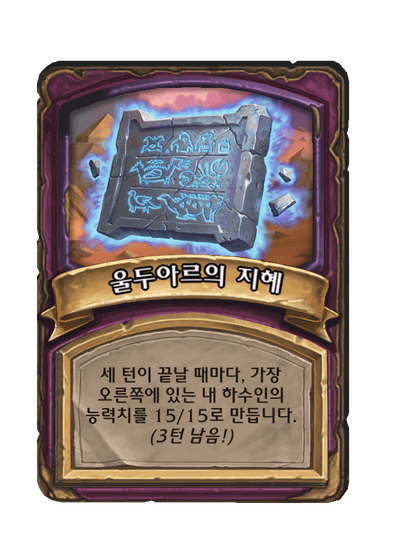 울두아르의 지혜
세 턴이 끝날 때마다, 가장
오른쪽에 있는 내 하수인의
능력치를 15/15로 만듭니다.
(3턴 남음!)